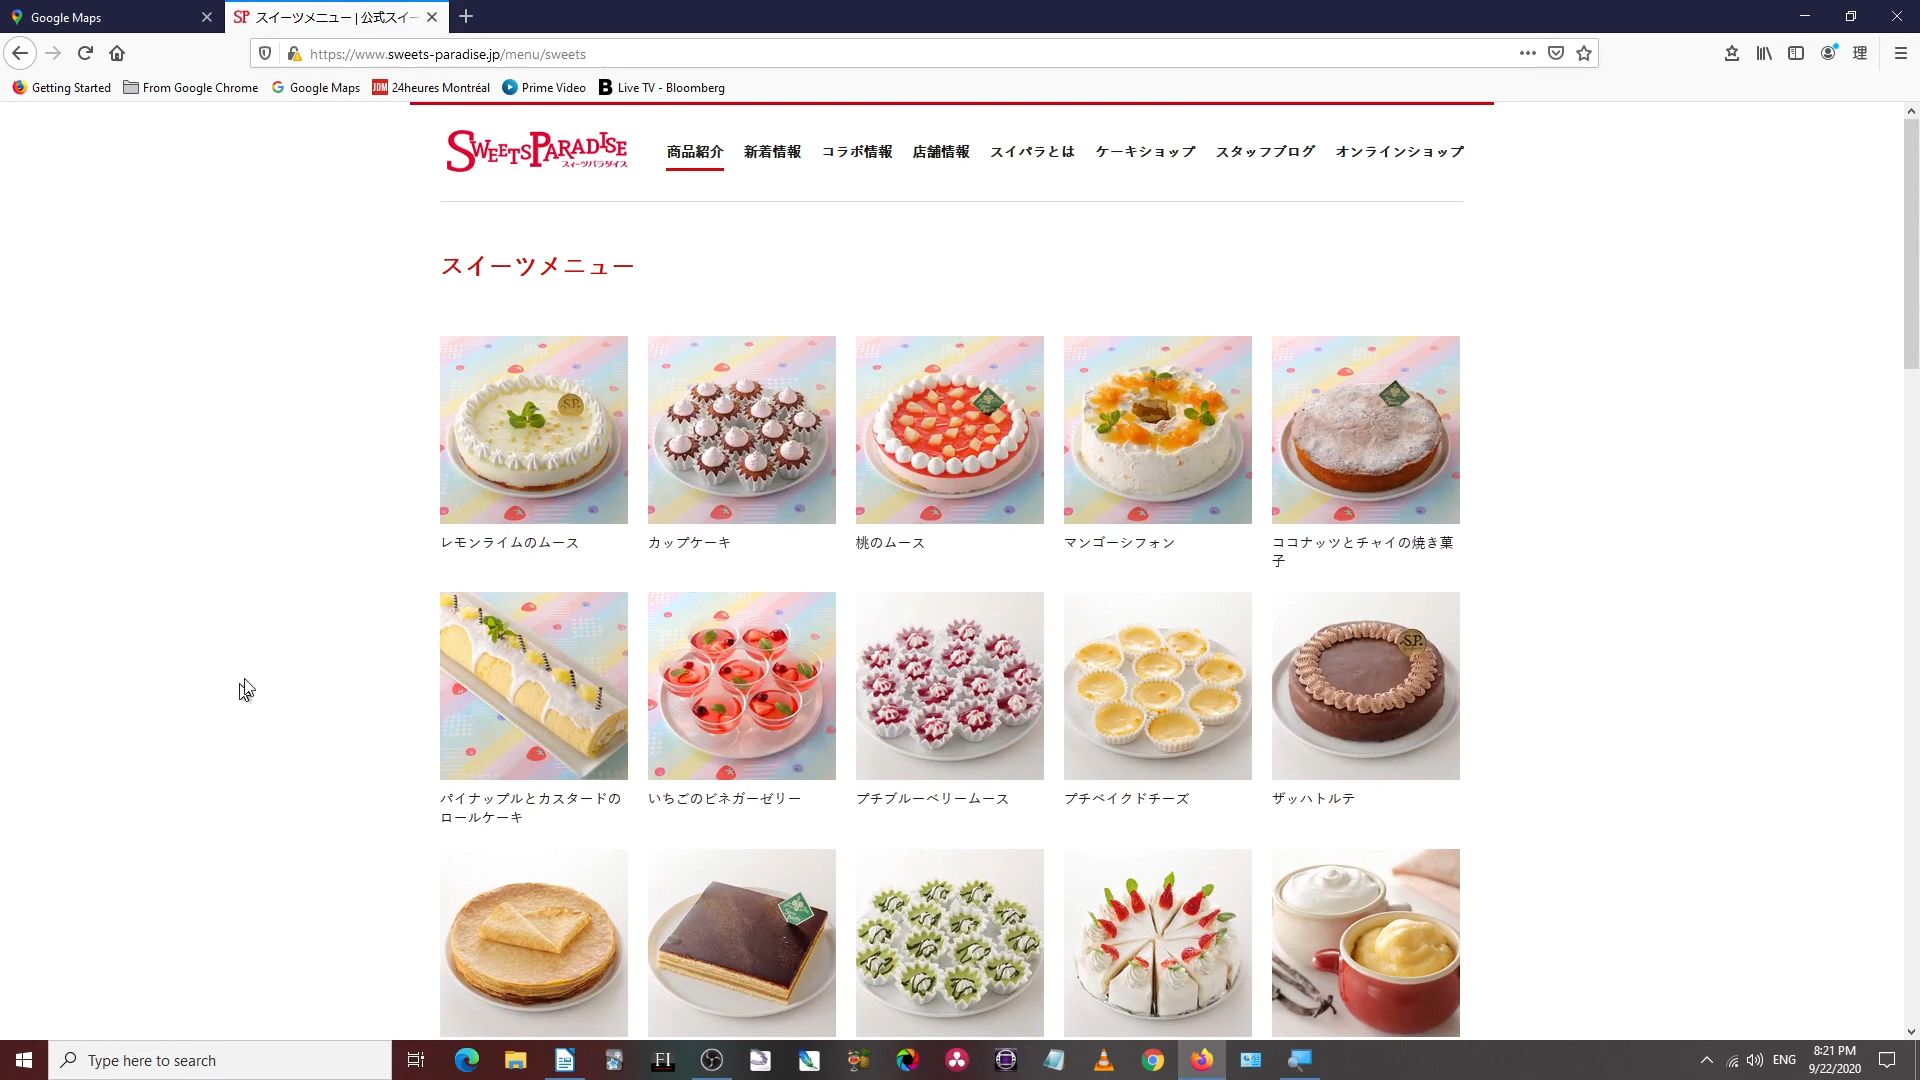 Google Maps
SP スイーツメニュー | 公式スイー
https://www.sweets-paradise.jp/menu/sweets
Getting Started
From Google Chrome
Google Maps
JDM 24heures Montréal
Prime Video
B Live TV - Bloomberg
SWEETSPARADISE
スイーツパラダイス
商品紹介
新着情報
コラボ情報
店舗情報
スイパラとは
ケーキショップ
スタッフブログ
オンラインショップ
スイーツメニュー
SP
レモンライムのムース
カップケーキ
桃のムース
マンゴーシフォン
ココナッツとチャイの焼き菓
子
SP
パイナップルとカスタードの
ロールケーキ
いちごのビネガーゼリー
プチブルーベリームース
プチベイクドチーズ
ザッハトルテ
Type here to search
FI
ENG
8:21 PM
9/22/2020